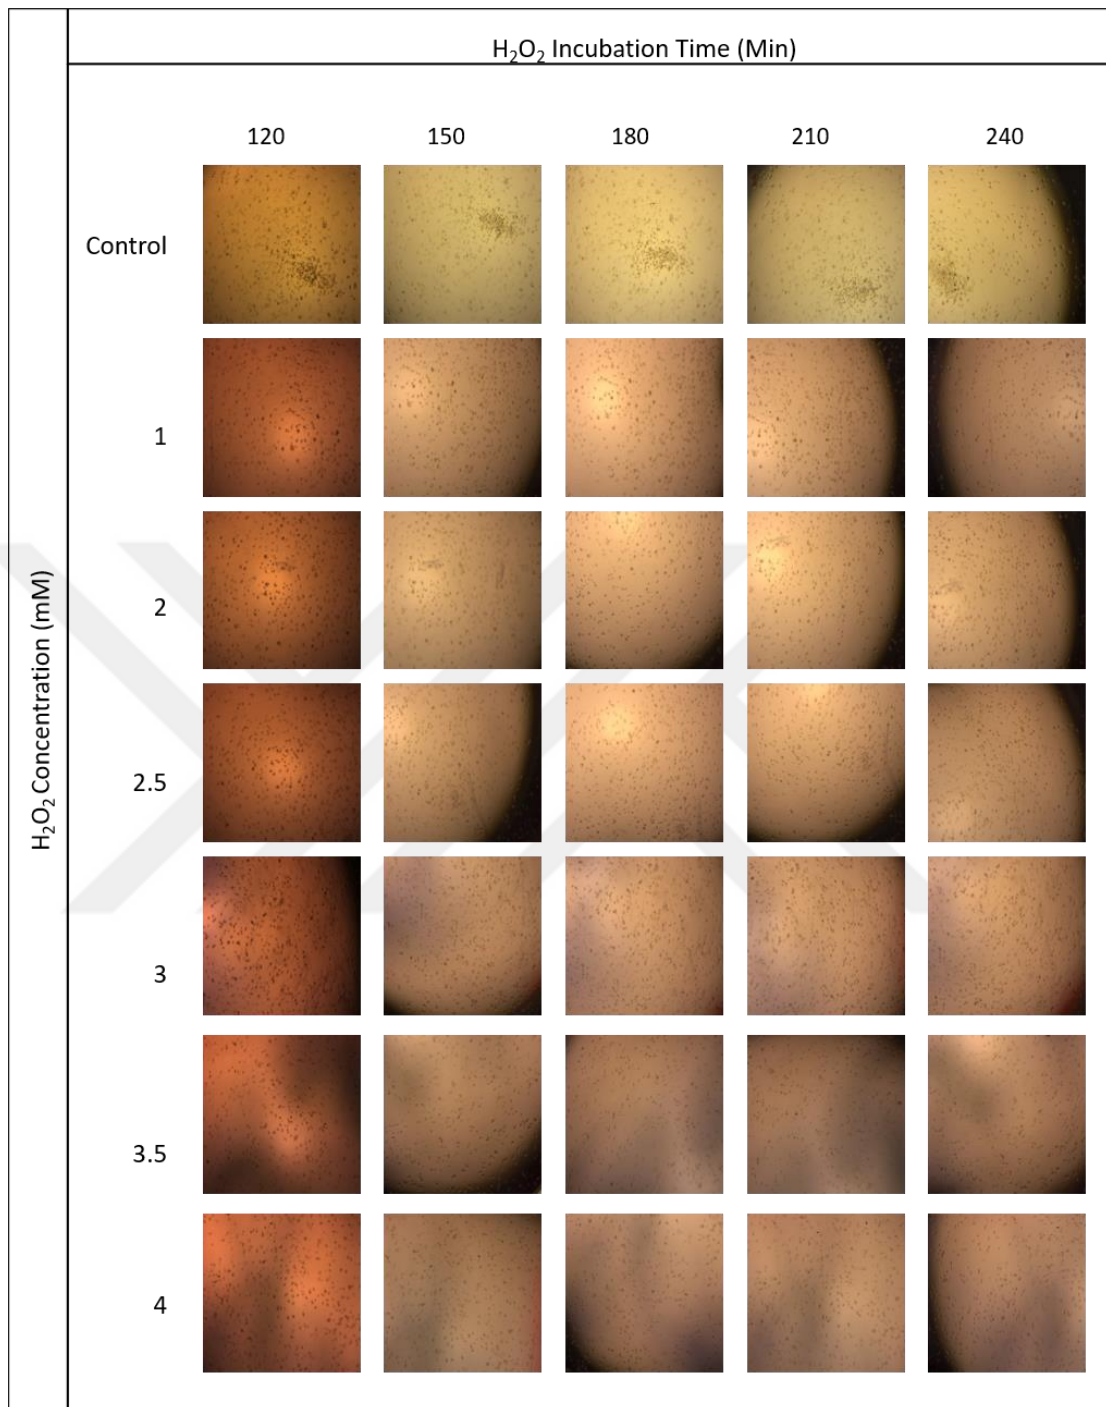 H₂O₂ Incubation Time (Min)
120 150 180 210 240
Control
1
2
2.5
3
3.5
4
H₂O₂ Concentration (mM)